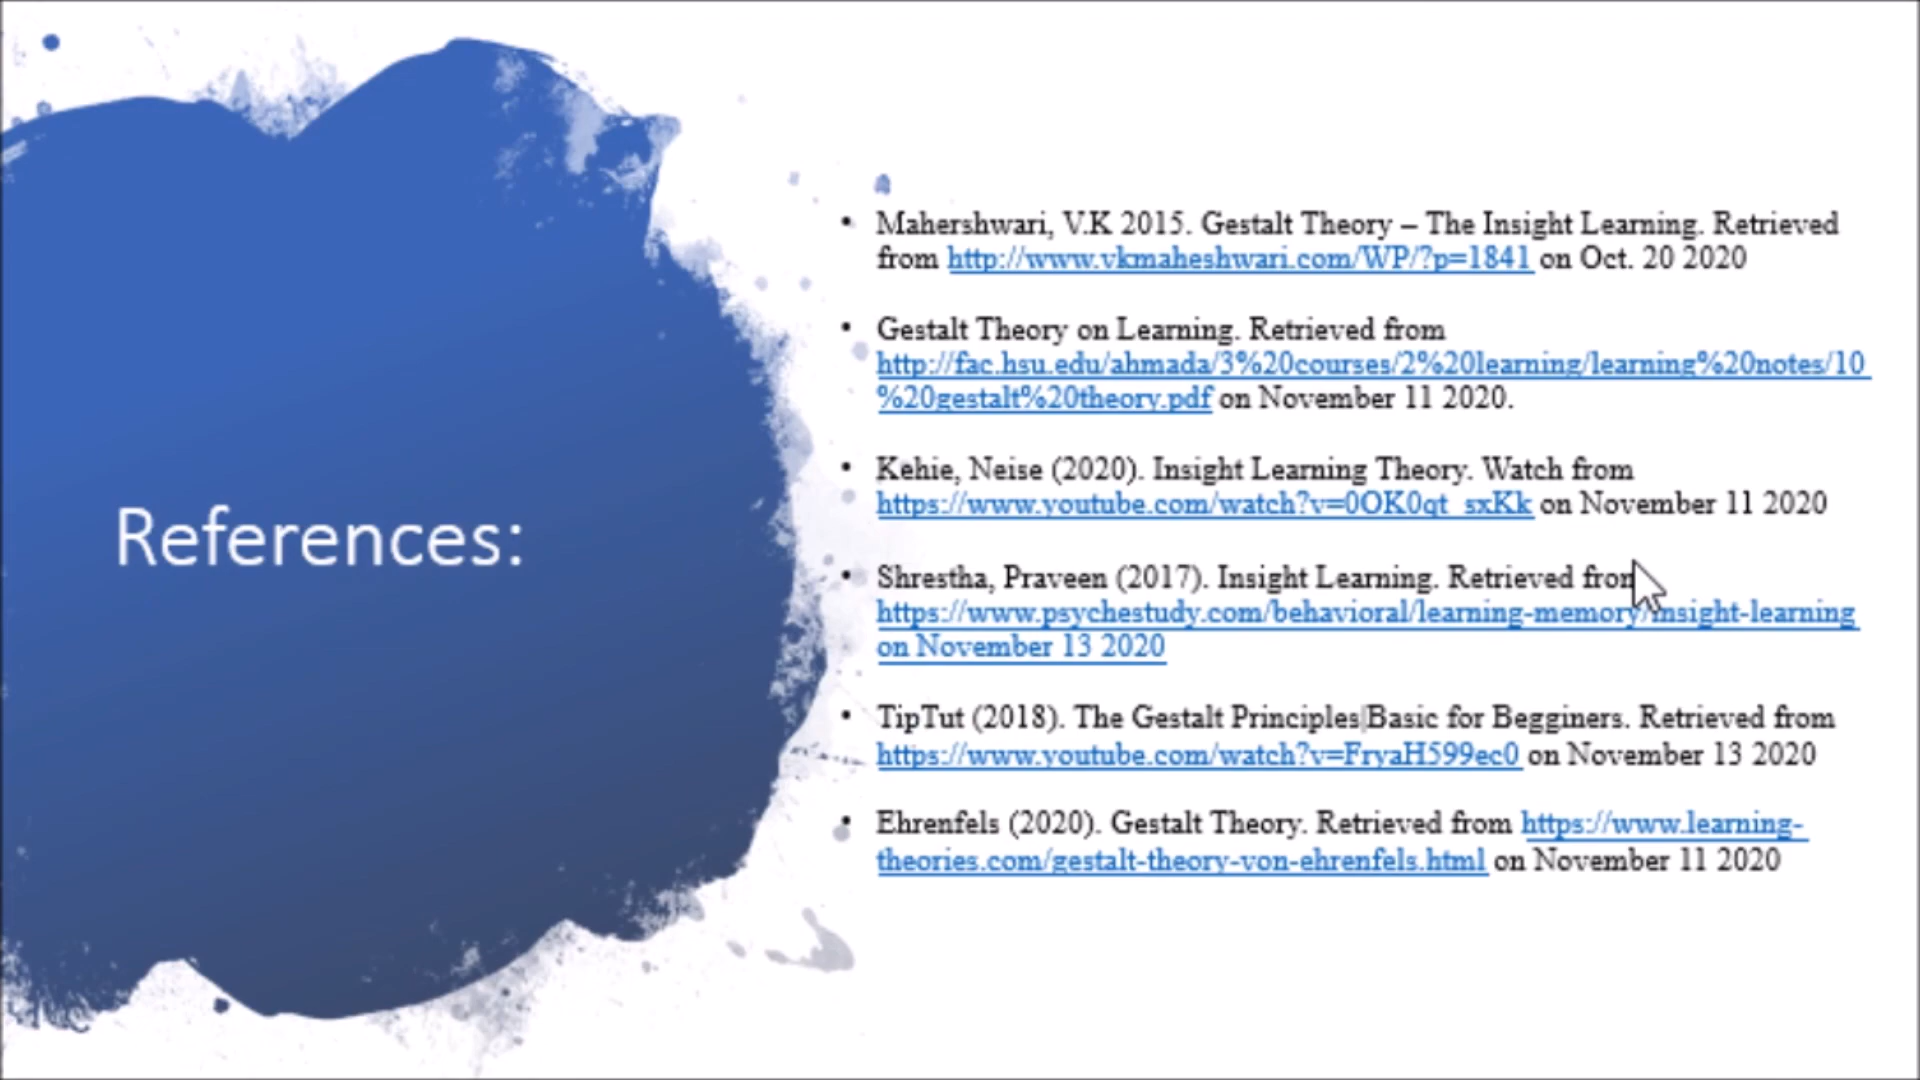 References:
• Mahershwari, V.K 2015. Gestalt Theory – The Insight Learning. Retrieved
from http://www.vkmaheshwari.com/WP/?p=1841 on Oct. 20 2020
• Gestalt Theory on Learning. Retrieved from
http://fac.hsu.edu/ahmada/3%20courses/2%20learning/learning%20notes/10
%20gestalt%20theory.pdf on November 11 2020.
• Kehie, Neise (2020). Insight Learning Theory. Watch from
https://www.youtube.com/watch?v=0OK0qt_sxKk on November 11 2020
• Shrestha, Praveen (2017). Insight Learning. Retrieved from
https://www.psychestudy.com/behavioral/learning-memory/insight-learning
on November 13 2020
• TipTut (2018). The Gestalt Principles|Basic for Begginers. Retrieved from
https://www.youtube.com/watch?v=FryaH599ec0 on November 13 2020
• Ehrenfels (2020). Gestalt Theory. Retrieved from https://www.learning-
theories.com/gestalt-theory-von-ehrenfels.html on November 11 2020